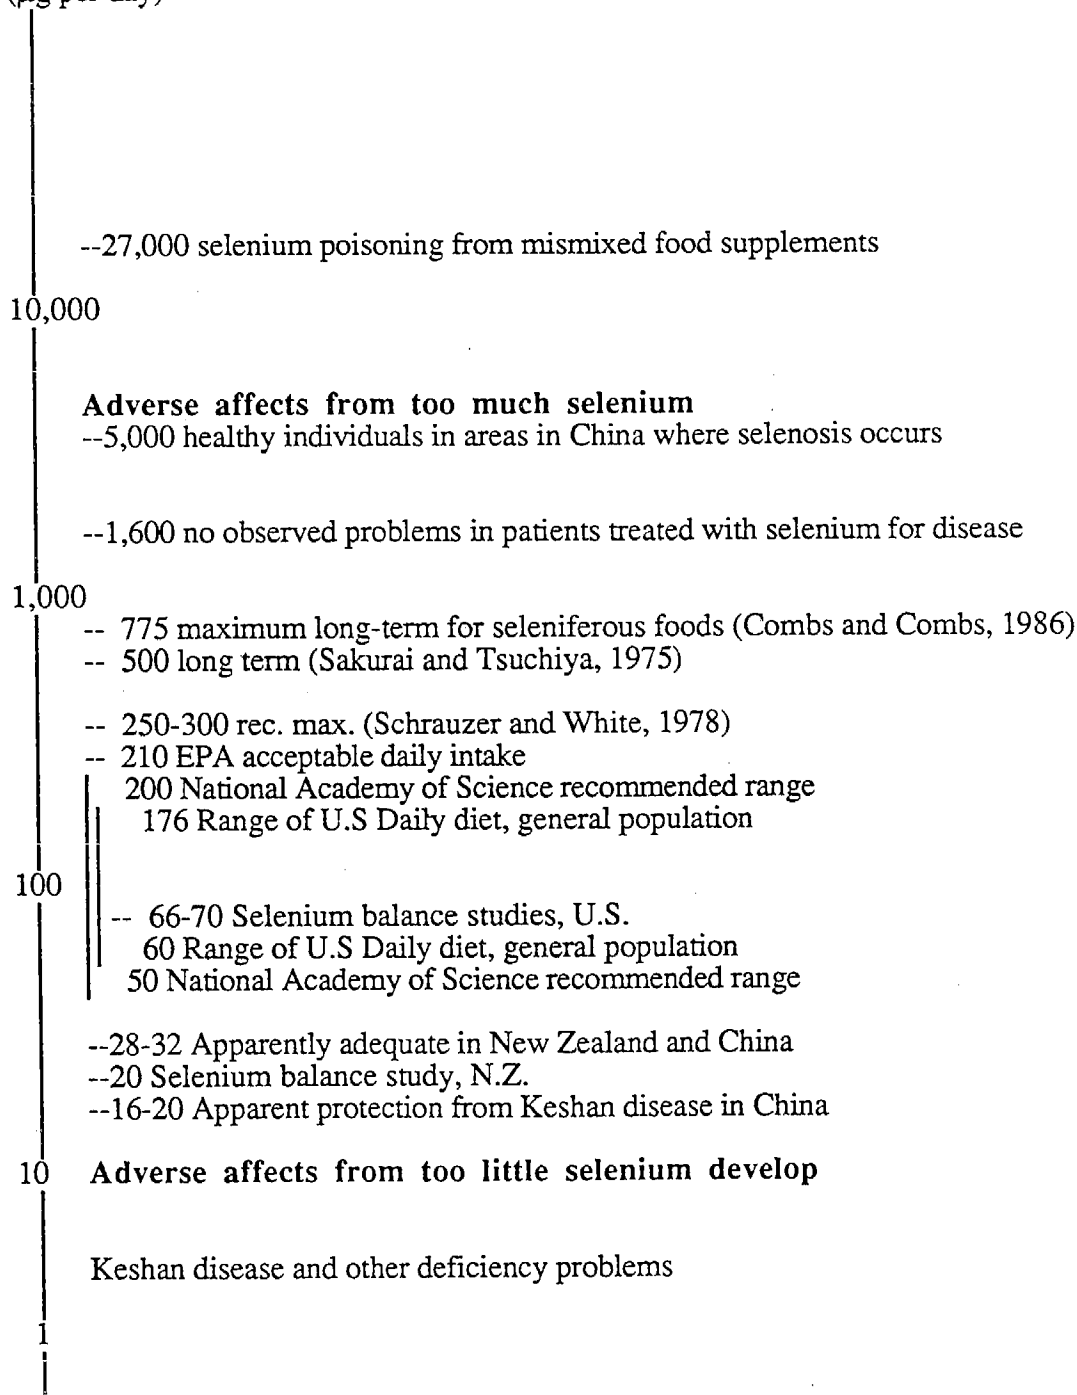 (µg per day)
--27,000 selenium poisoning from mismixed food supplements
10,000
Adverse affects from too much selenium
--5,000 healthy individuals in areas in China where selenosis occurs
--1,600 no observed problems in patients treated with selenium for disease
1,000
-- 775 maximum long-term for seleniferous foods (Combs and Combs, 1986)
-- 500 long term (Sakurai and Tsuchiya, 1975)
-- 250-300 rec. max. (Schrauzer and White, 1978)
-- 210 EPA acceptable daily intake
200 National Academy of Science recommended range
176 Range of U.S Daily diet, general population
100
-- 66-70 Selenium balance studies, U.S.
60 Range of U.S Daily diet, general population
50 National Academy of Science recommended range
--28-32 Apparently adequate in New Zealand and China
--20 Selenium balance study, N.Z.
--16-20 Apparent protection from Keshan disease in China
10 Adverse affects from too little selenium develop
Keshan disease and other deficiency problems
1